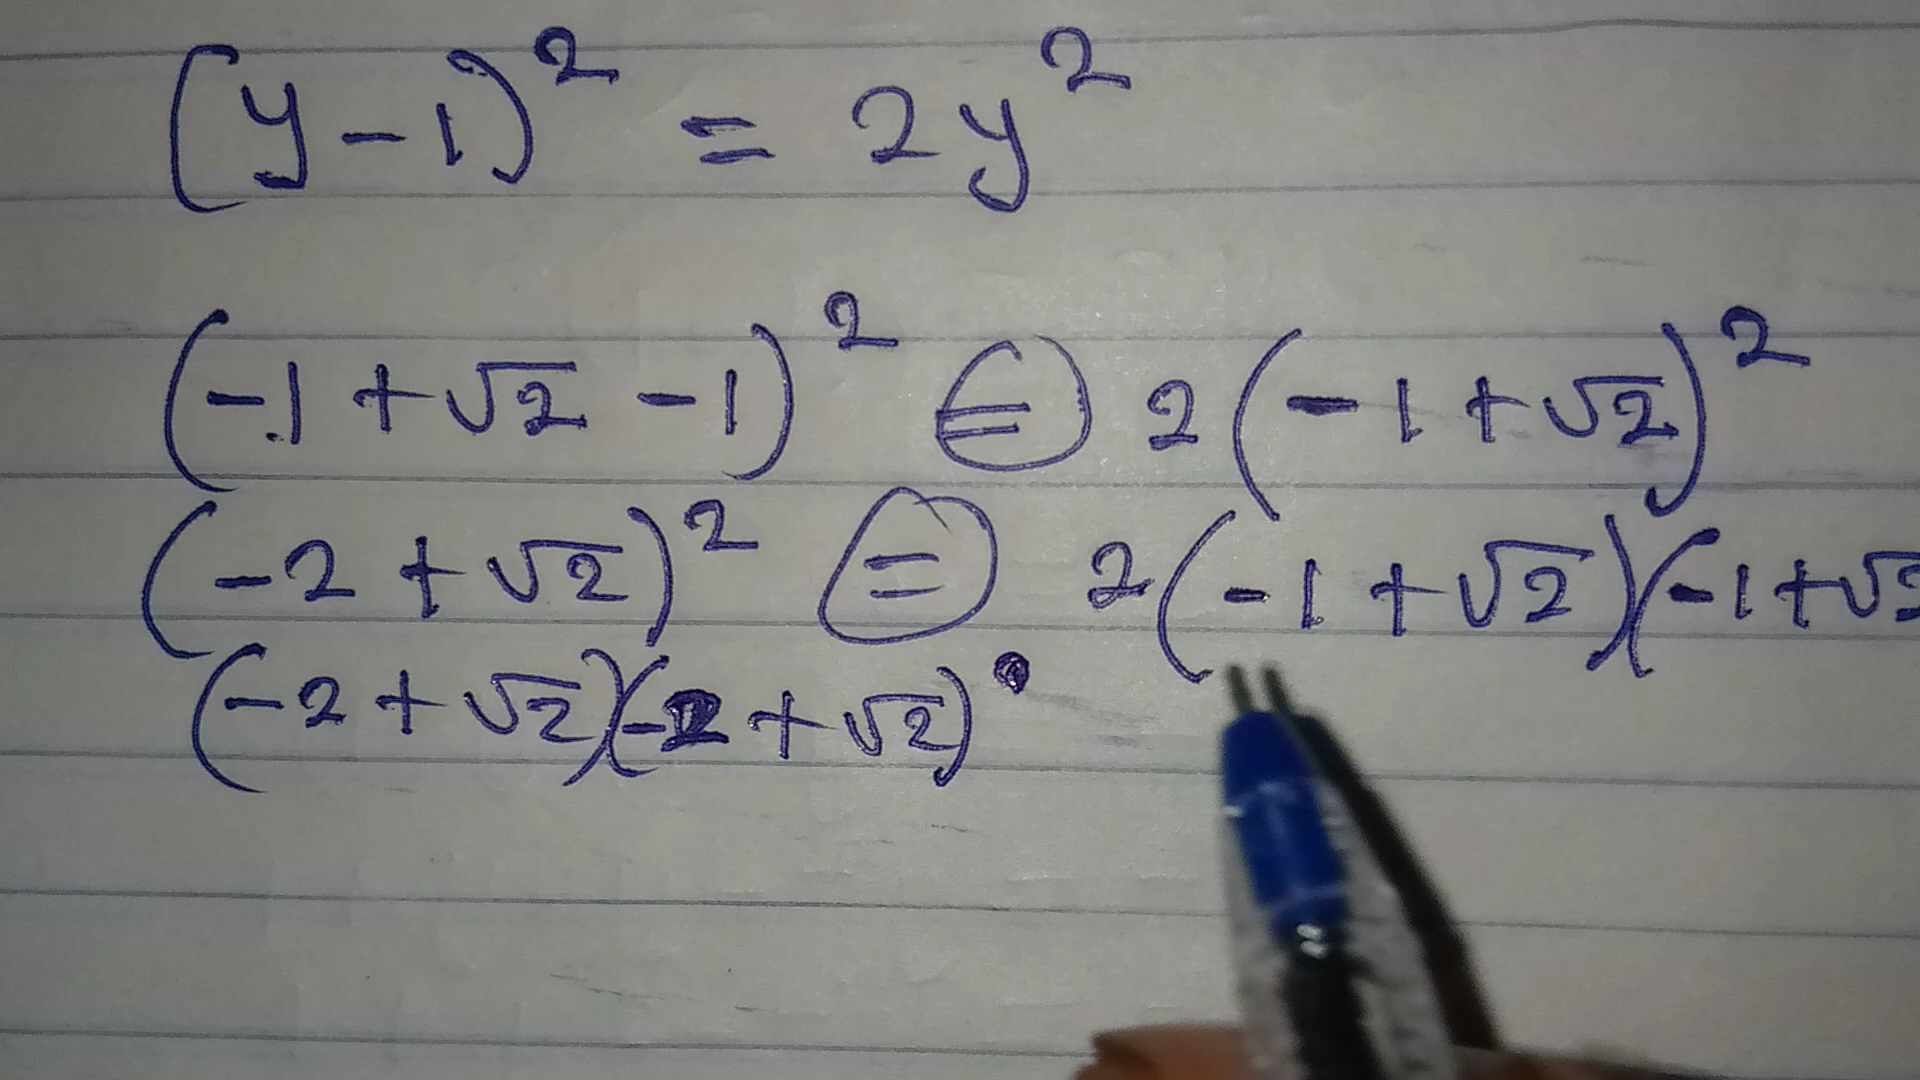 (y-1)² = 2y²
(-1+√2 -1)² = 2(-1+√2)²
(-2+√2)² = 2(-1+√2)(-1+√2
(-2+√2)(-2+√2)